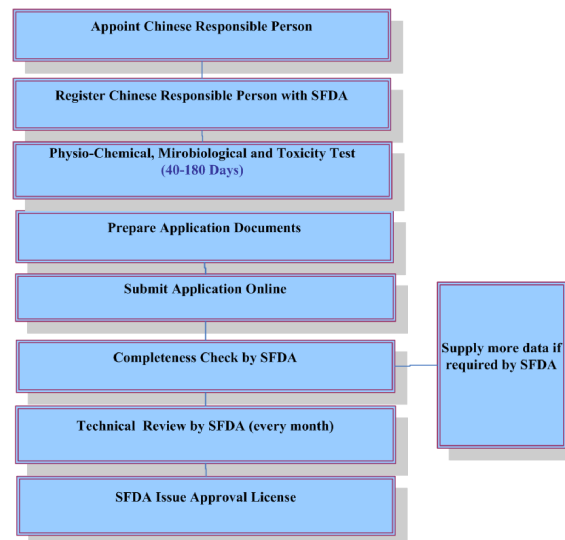 Appoint Chinese Responsible Person
Register Chinese Responsible Person with SFDA
Physio-Chemical, Mirobiological and Toxicity Test
(40-180 Days)
Prepare Application Documents
Submit Application Online
Completeness Check by SFDA
Supply more data if
required by SFDA
Technical Review by SFDA (every month)
SFDA Issue Approval License